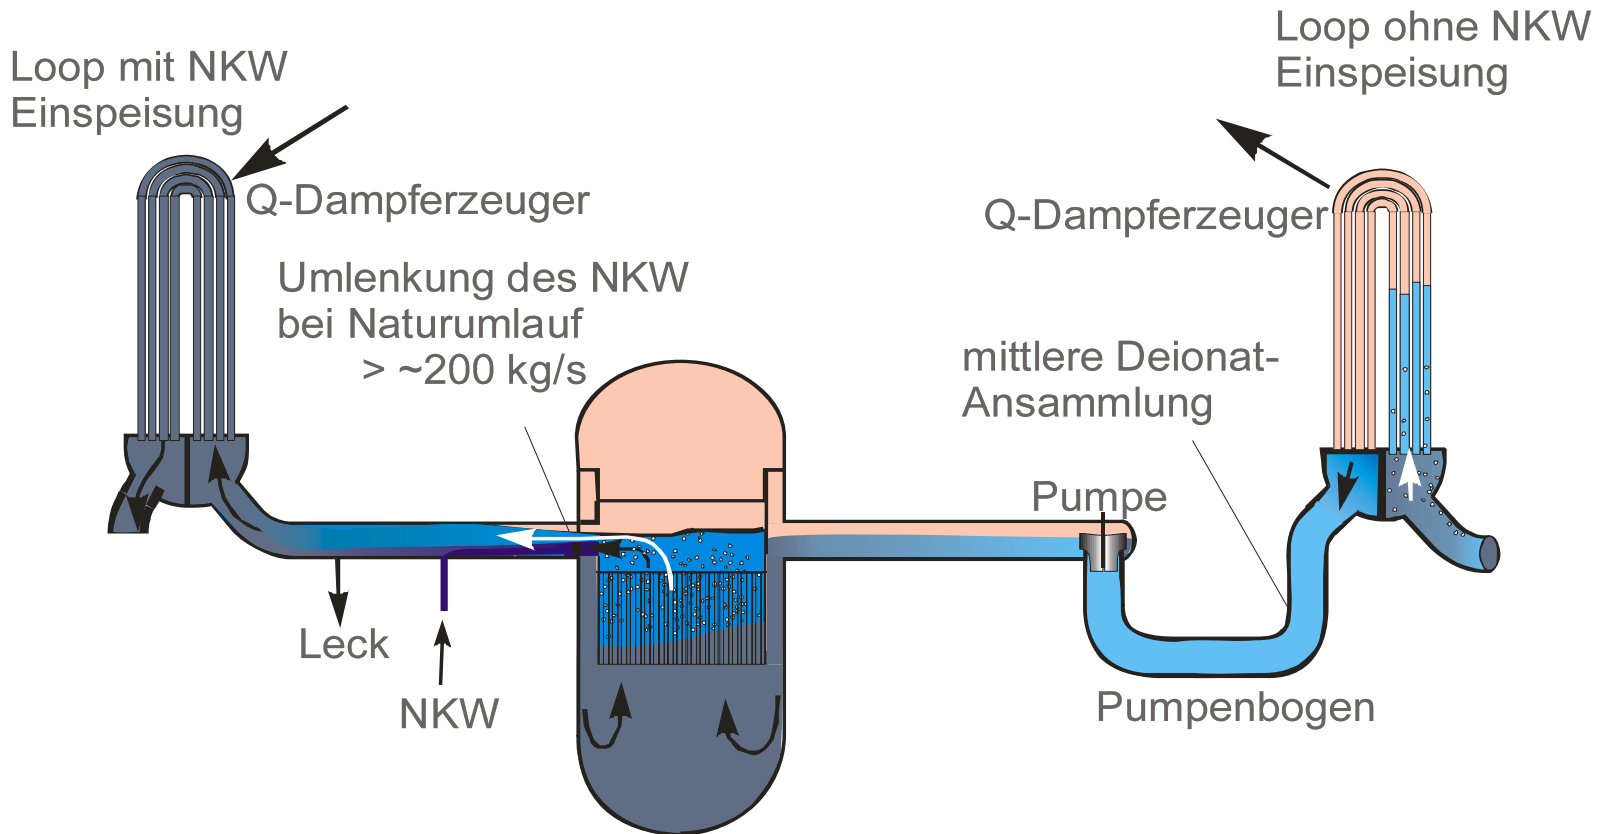 Loop mit NKW
Einspeisung
Q-Dampferzeuger
Umlenkung des NKW
bei Naturumlauf
> ~200 kg/s
Leck
NKW
Loop ohne NKW
Einspeisung
Q-Dampferzeuger
mittlere Deionat-
Ansammlung
Pumpe
Pumpenbogen